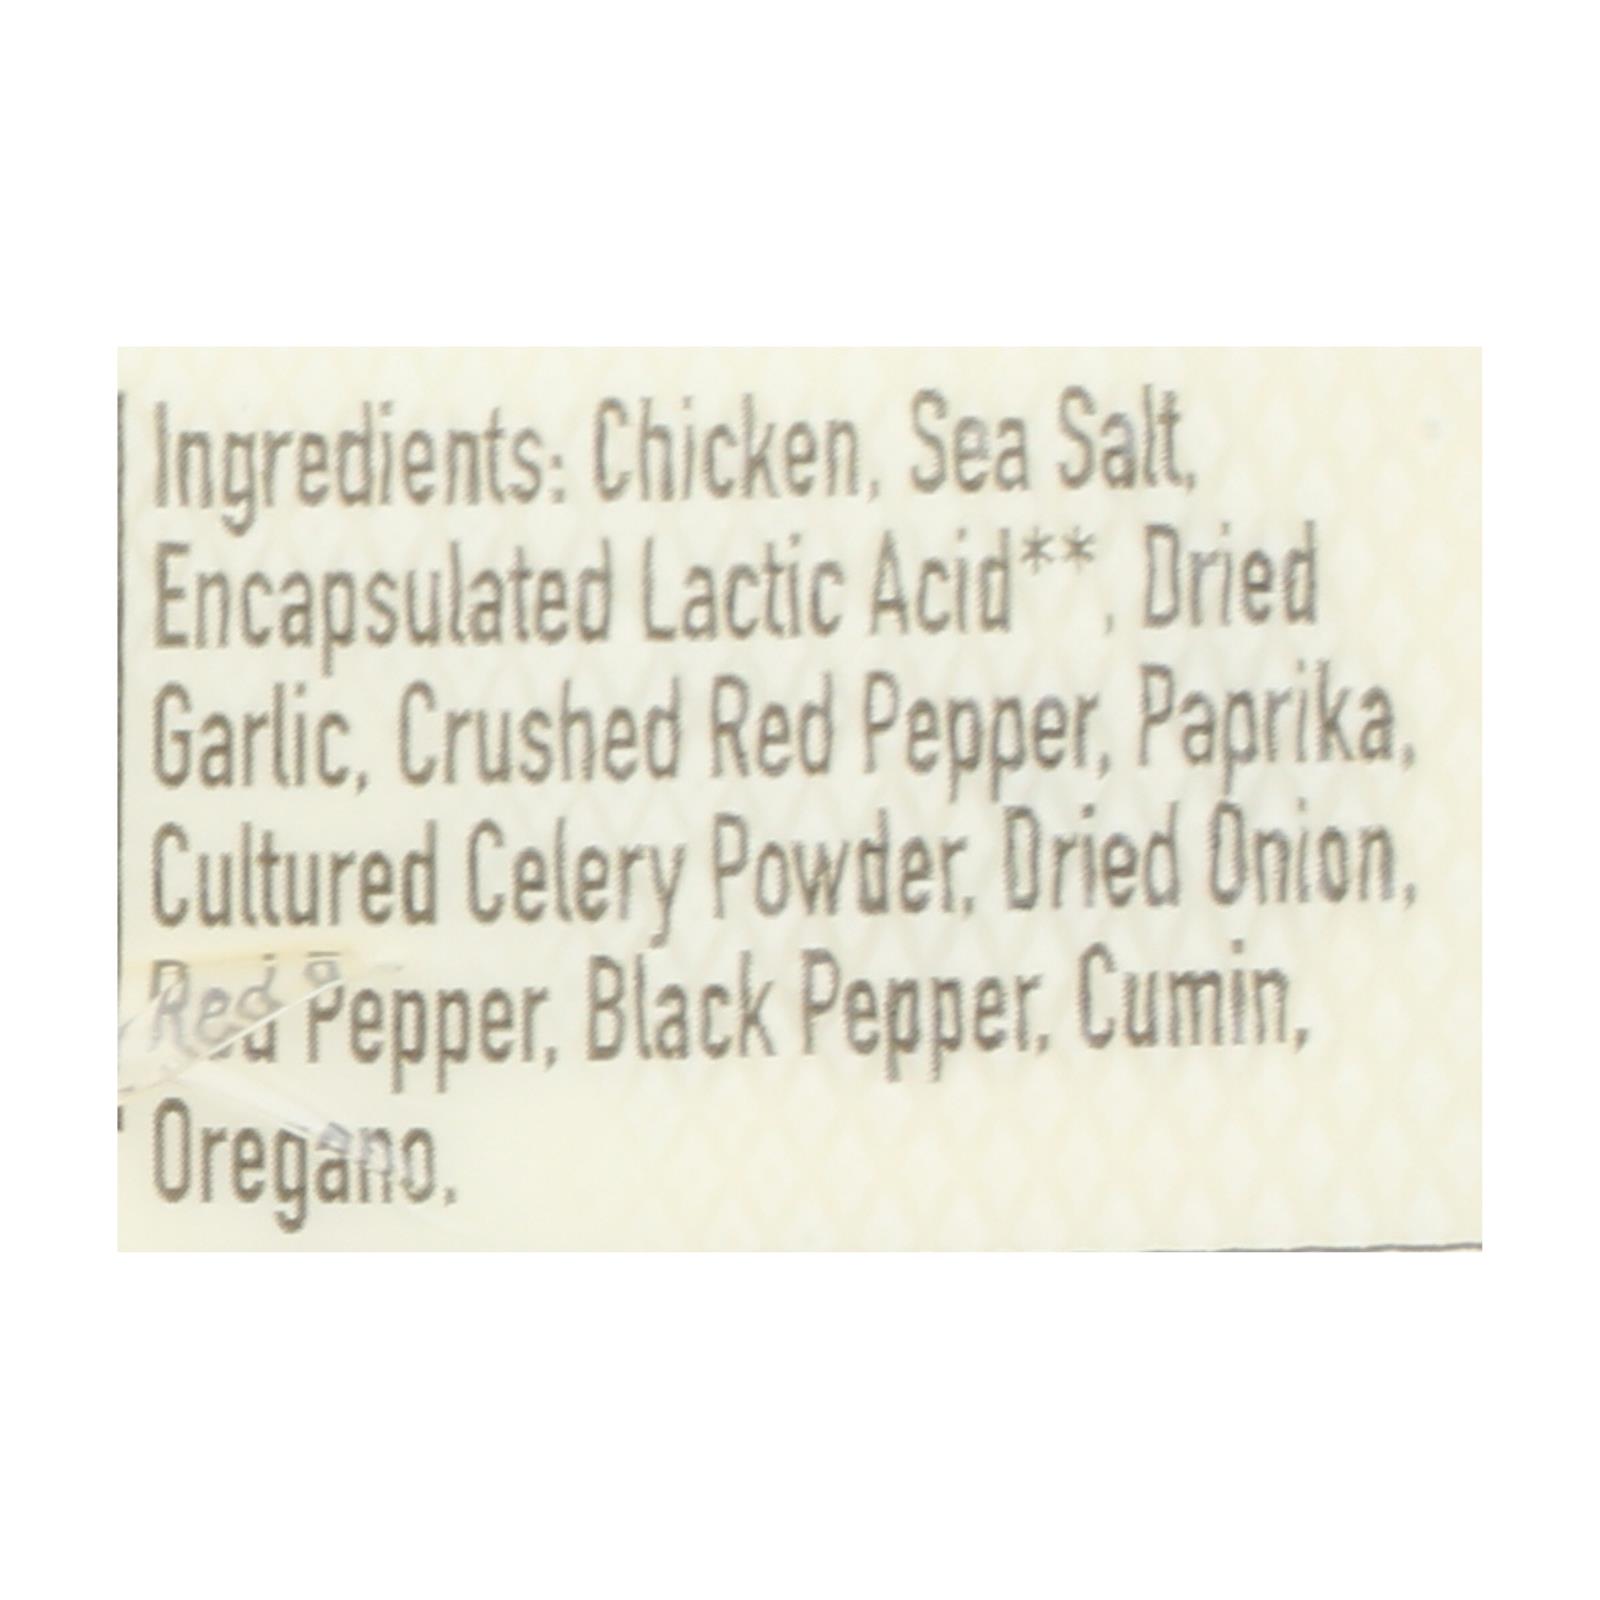 Ingredients: Chicken, Sea Salt,
Encapsulated Lactic Acid**, Dried
Garlic, Crushed Red Pepper, Paprika,
Cultured Celery Powder, Dried Onion,
Red Pepper, Black Pepper, Cumin,
Oregano.